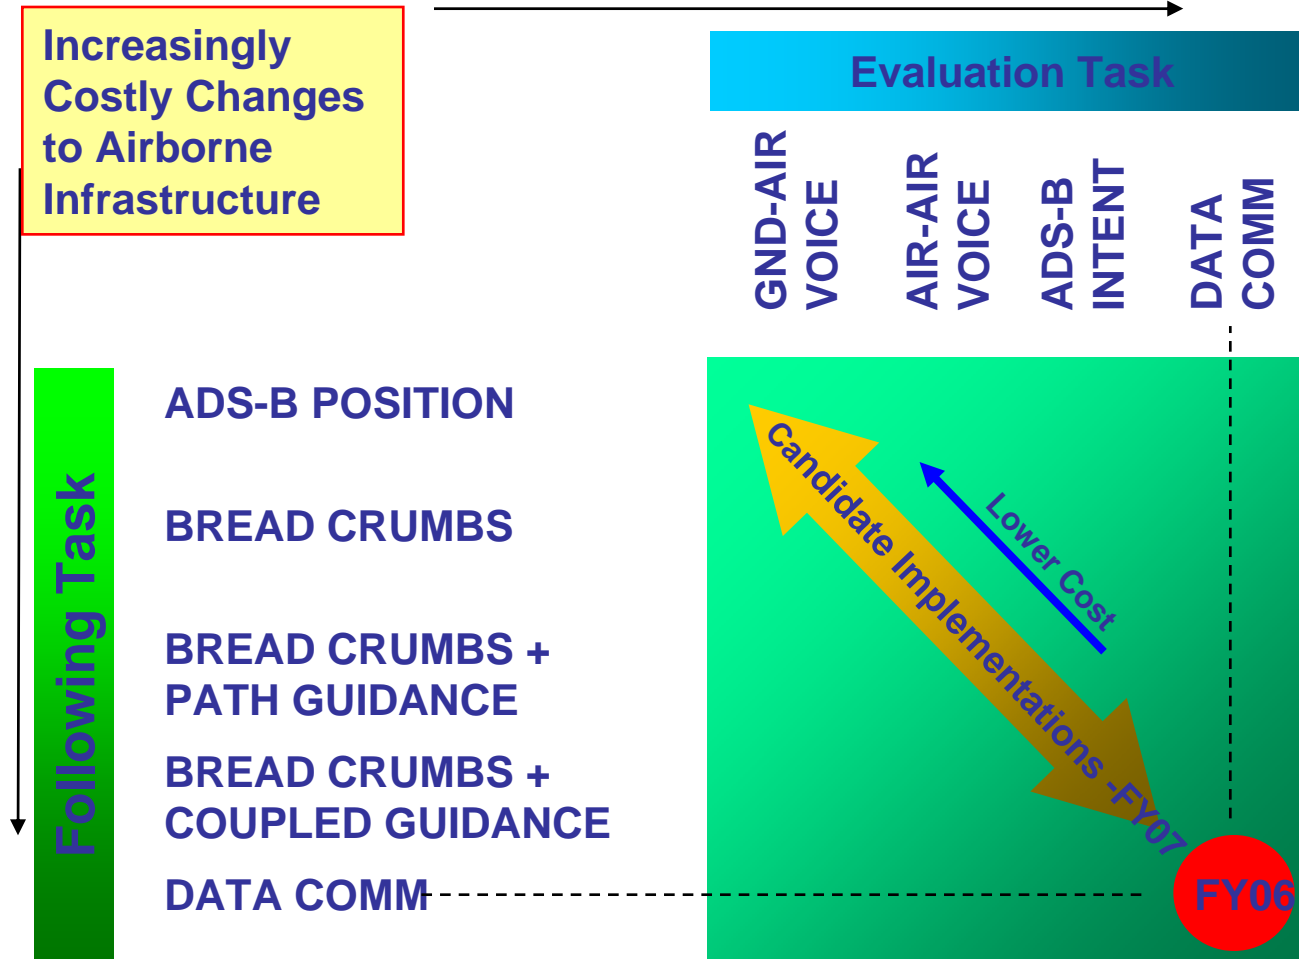 Increasingly
Costly Changes
to Airborne
Infrastructure
Evaluation Task
GND-AIR
VOICE
AIR-AIR
VOICE
ADS-B
INTENT
DATA
COMM
Following Task
ADS-B POSITION
BREAD CRUMBS
BREAD CRUMBS +
PATH GUIDANCE
BREAD CRUMBS +
COUPLED GUIDANCE
DATA COMM
Candidate Implementations -FY07
Lower Cost
FY06